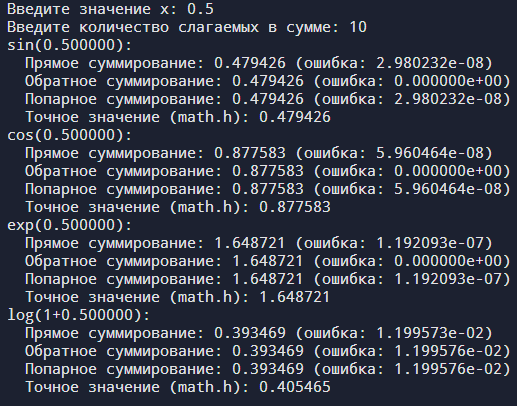 Введите значение x: 0.5
Введите количество слагаемых в сумме: 10
sin(0.500000):
  Прямое суммирование: 0.479426 (ошибка: 2.980232e-08)
  Обратное суммирование: 0.479426 (ошибка: 0.000000e+00)
  Попарное суммирование: 0.479426 (ошибка: 2.980232e-08)
  Точное значение (math.h): 0.479426
cos(0.500000):
  Прямое суммирование: 0.877583 (ошибка: 5.960464e-08)
  Обратное суммирование: 0.877583 (ошибка: 0.000000e+00)
  Попарное суммирование: 0.877583 (ошибка: 5.960464e-08)
  Точное значение (math.h): 0.877583
exp(0.500000):
  Прямое суммирование: 1.648721 (ошибка: 1.192093e-07)
  Обратное суммирование: 1.648721 (ошибка: 0.000000e+00)
  Попарное суммирование: 1.648721 (ошибка: 1.192093e-07)
  Точное значение (math.h): 1.648721
log(1+0.500000):
  Прямое суммирование: 0.393469 (ошибка: 1.199573e-02)
  Обратное суммирование: 0.393469 (ошибка: 1.199576e-02)
  Попарное суммирование: 0.393469 (ошибка: 1.199576e-02)
  Точное значение (math.h): 0.405465